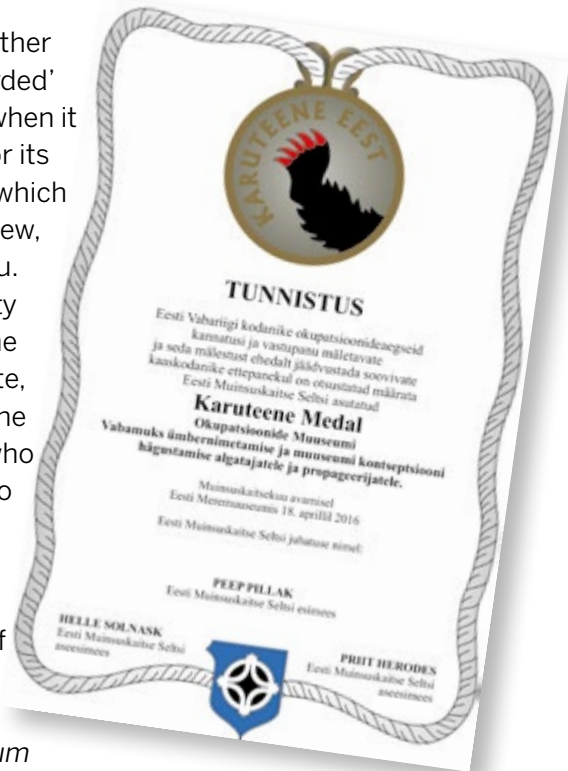 ther
ded’
when it
r its
which
ew,
u.
ty
ne
te,
he
who
o
f
um
KARUTEENE EEST
TUNNISTUS
Eesti Vabariigi kodanike okupatsioonideaegseid
kannatusi ja vastupanu mäletavate
ja seda mälestust ehedalt jäädvustada soovivate
kaaskodanike ettepanekul on otsustatud määrata
Eesti Muinsuskaitse Seltsi asutatud
Karuteene Medal
Okupatsioonide Muuseumi
Vabamuks ümbernimetamise ja muuseumi kontseptsiooni
hägustamise algatajatele ja propageerijatele.
Muinsuskaitsekuu avamisel
Eesti Meremuuseumis 18. aprillil 2016
Eesti Muinsuskaitse Seltsi juhatuse nimel:
PEEP PILLAK
Eesti Muinsuskaitse Seltsi esimees
HELLE SOLNASK
Eesti Muinsuskaitse Seltsi
aseesimees
PRIIT HERODES
Eesti Muinsuskaitse Seltsi
aseesimees